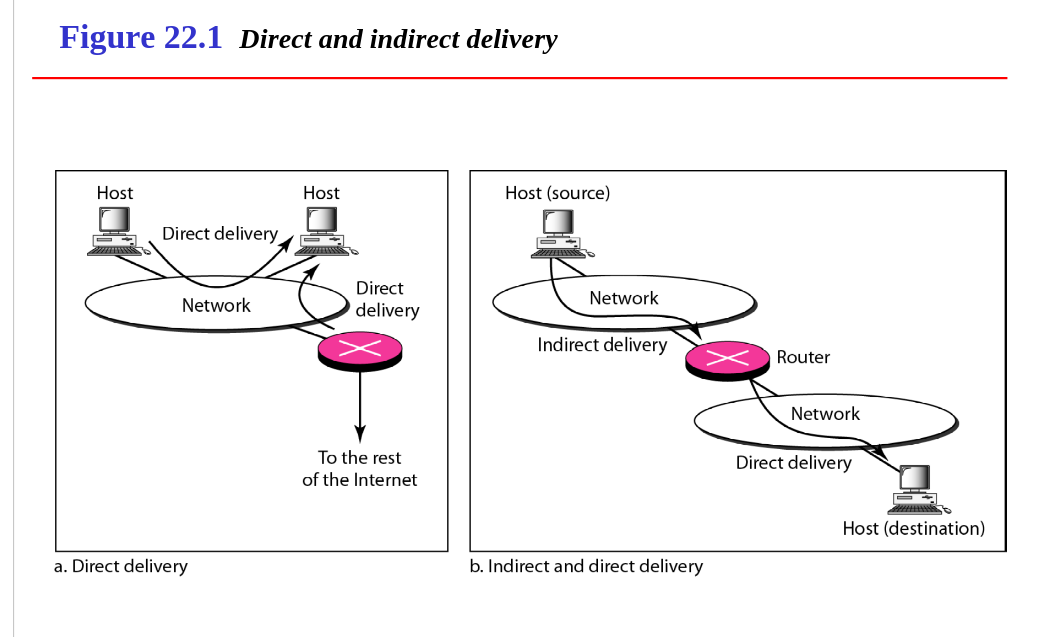 Figure 22.1 Direct and indirect delivery
Host
Host
Direct delivery
Network
Direct
delivery
To the rest
of the Internet
a. Direct delivery
Host (source)
Network
Indirect delivery
Router
Network
Direct delivery
Host (destination)
b. Indirect and direct delivery